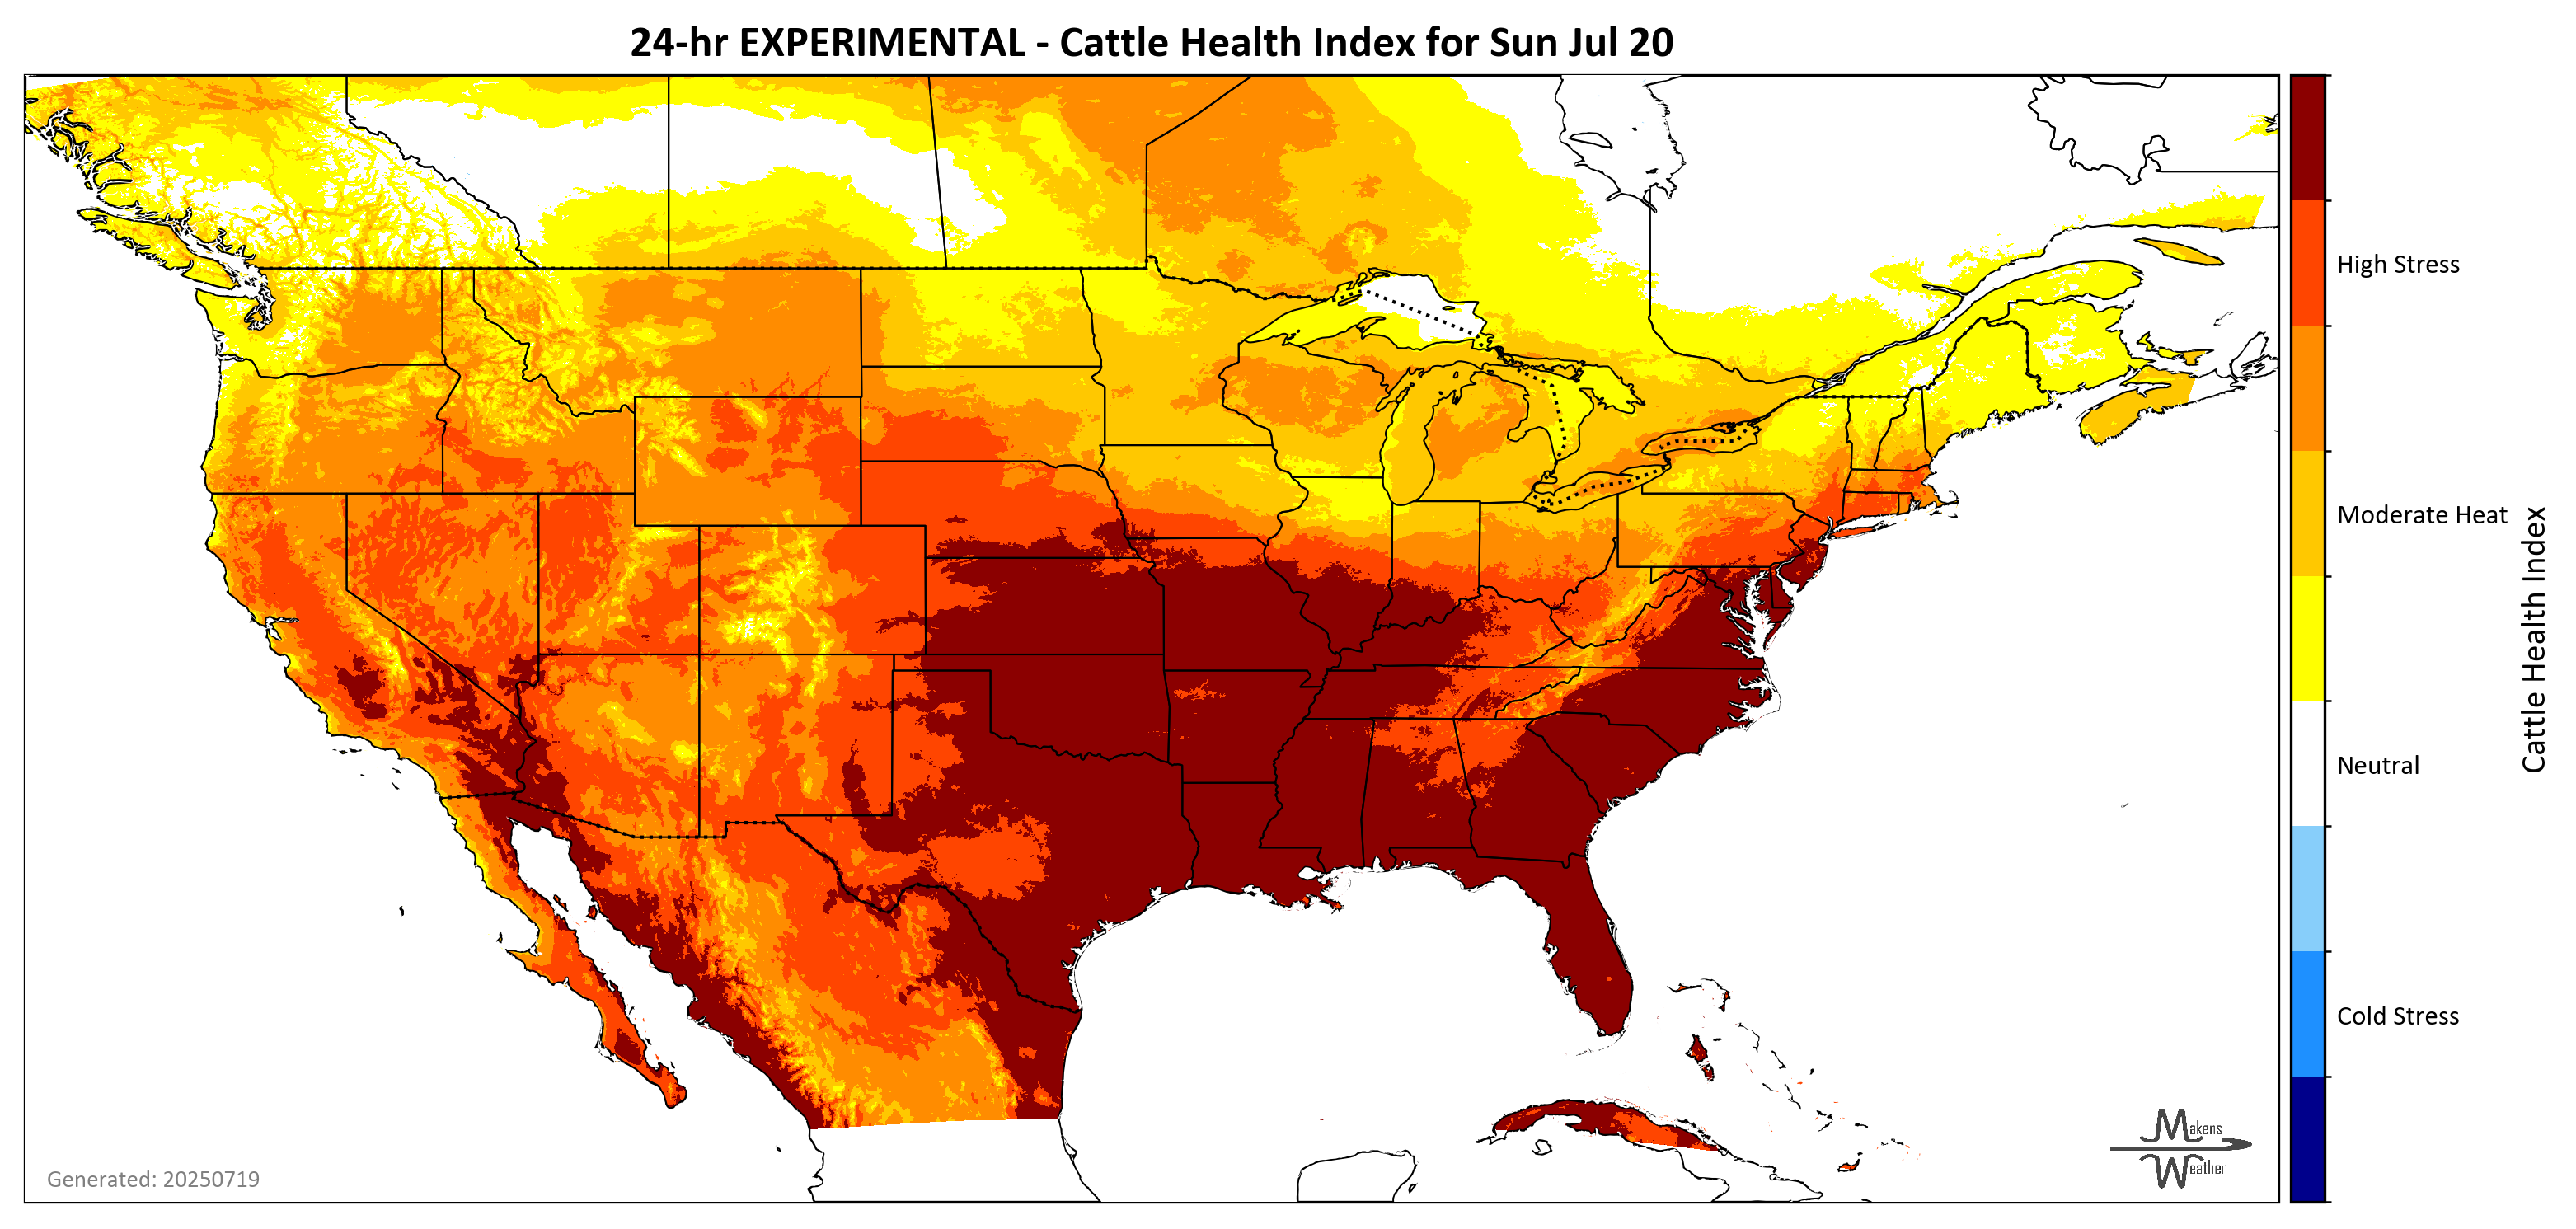 24-hr EXPERIMENTAL - Cattle Health Index for Sun Jul 20
High Stress
Moderate Heat
Neutral
Cold Stress
Cattle Health Index
Makens
Weather
Generated: 20250719